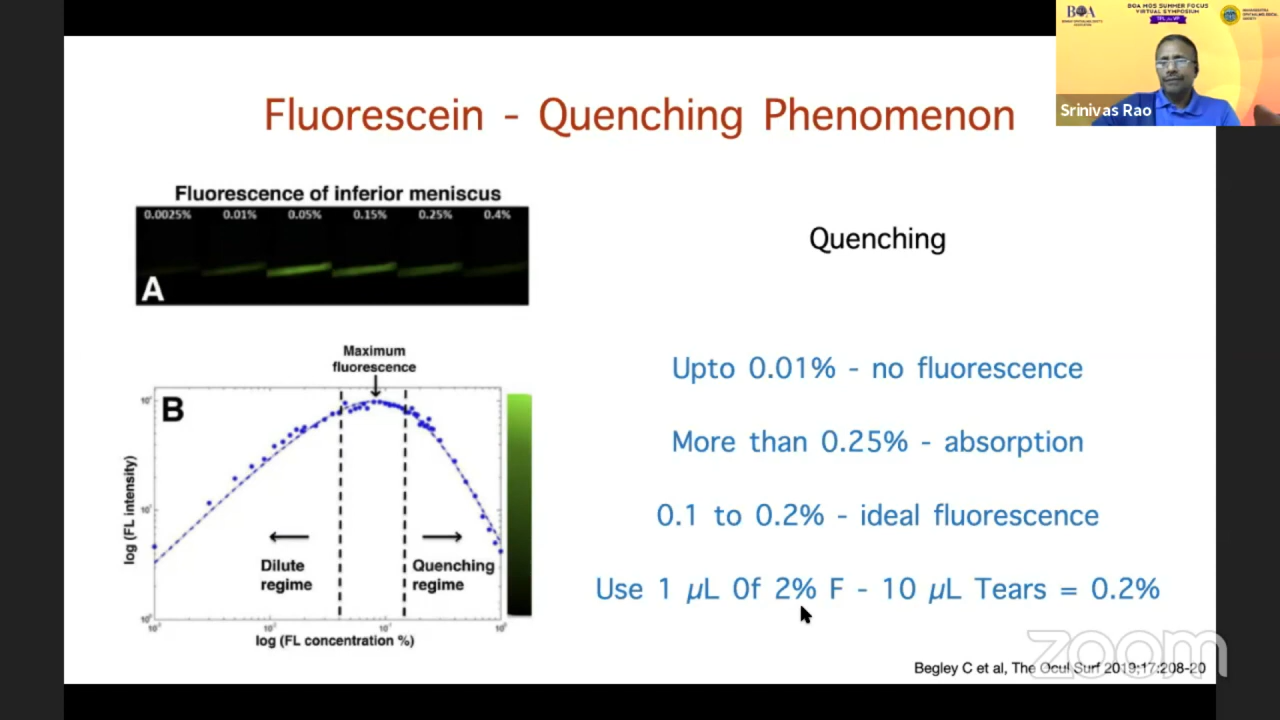 BOA MOS SUMMER FOCUS
VIRTUAL SYMPOSIUM
BOA
Srinivas Rao
Fluorescein - Quenching Phenomenon
Fluorescence of inferior meniscus
0.0025% 0.01% 0.05% 0.15% 0.25% 0.4%
A
Maximum
fluorescence
B
log (FL intensity)
Dilute
regime
Quenching
regime
log (FL concentration %)
Quenching
Upto 0.01% - no fluorescence
More than 0.25% - absorption
0.1 to 0.2% - ideal fluorescence
Use 1 µL Of 2% F - 10 µL Tears = 0.2%
Begley C et al, The Ocul Surf 2019;17:208-20
zoom